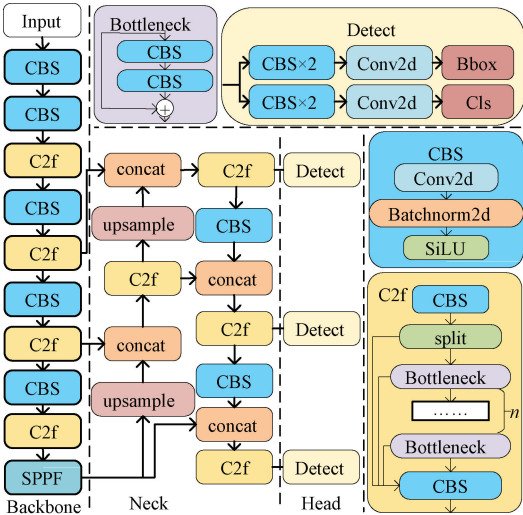 Input
CBS
CBS
C2f
CBS
C2f
CBS
C2f
CBS
C2f
SPPF
Backbone
Bottleneck
CBS
CBS
+
Detect
CBS×2
Conv2d
Bbox
CBS×2
Conv2d
Cls
concat
upsample
C2f
concat
upsample
Neck
C2f
CBS
concat
C2f
CBS
concat
C2f
Detect
Detect
Detect
Head
CBS
Conv2d
Batchnorm2d
SiLU
C2f
CBS
split
Bottleneck
......
n
Bottleneck
CBS